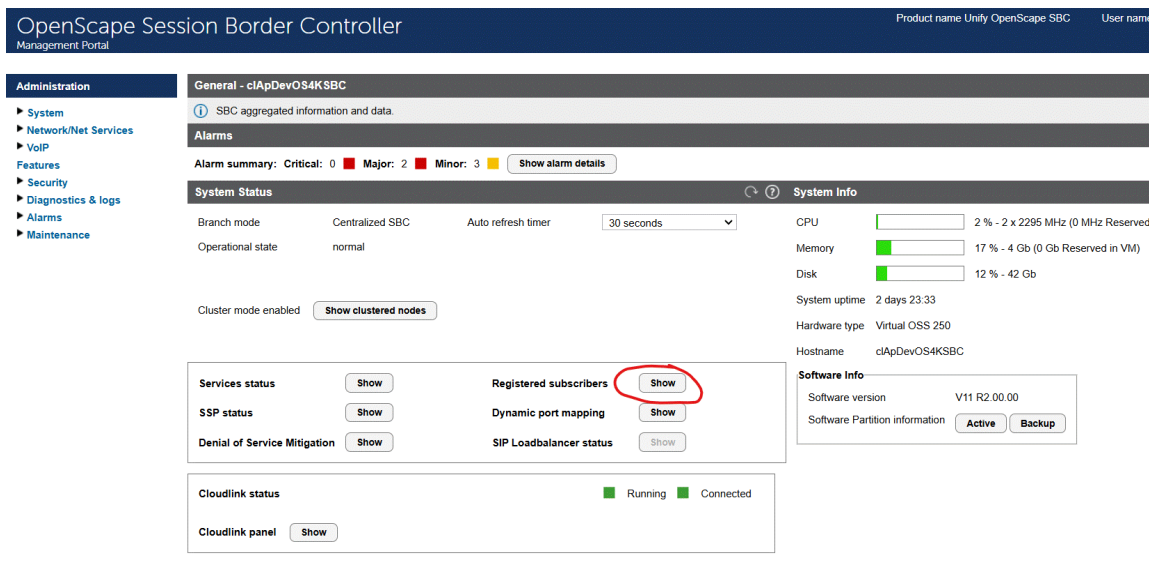 OpenScape Session Border Controller
Management Portal
Product name Unify OpenScape SBC User name
Administration
System
Network/Net Services
VoIP
Features
Security
Diagnostics & logs
Alarms
Maintenance
General - clApDevOS4KSBC
SBC aggregated information and data.
Alarms
Alarm summary: Critical: 0 Major: 2 Minor: 3 Show alarm details
System Status
Branch mode Centralized SBC Auto refresh timer 30 seconds
Operational state normal
Cluster mode enabled Show clustered nodes
Services status Show Registered subscribers Show
SSP status Show Dynamic port mapping Show
Denial of Service Mitigation Show SIP Loadbalancer status Show
Cloudlink status Running Connected
Cloudlink panel Show
System Info
CPU 2 % - 2 x 2295 MHz (0 MHz Reserved
Memory 17 % - 4 Gb (0 Gb Reserved in VM)
Disk 12 % - 42 Gb
System uptime 2 days 23:33
Hardware type Virtual OSS 250
Hostname clApDevOS4KSBC
Software Info
Software version V11 R2.00.00
Software Partition information Active Backup